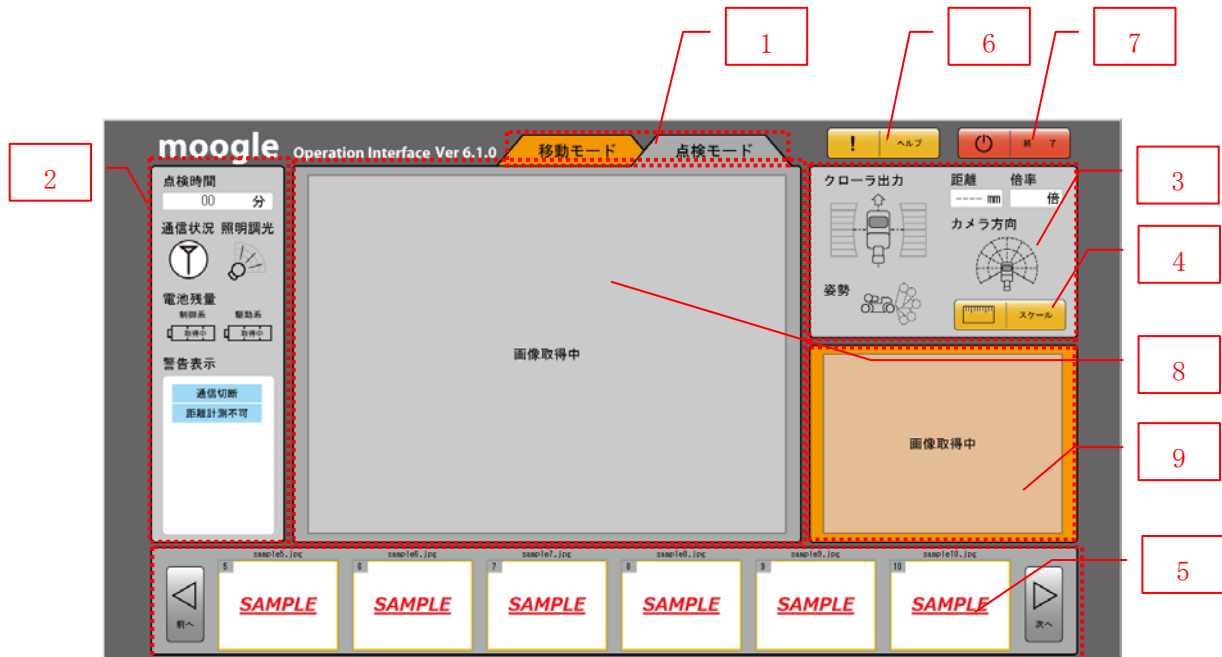 1
6
7
2
moogle Operation Interface Ver 6.1.0
移動モード
点検モード
! ヘルプ
終 了
点検時間
00 分
通信状況 照明調光
電池残量
制御系 駆動系
取得中 取得中
警告表示
通信切断
距離計測不可
画像取得中
クローラ出力
距離 倍率
---- mm 倍
カメラ方向
姿勢
スケール
3
4
8
画像取得中
9
sample5.jpg sample6.jpg sample7.jpg sample8.jpg sample9.jpg sample10.jpg
5 6 7 8 9 10
前へ
SAMPLE SAMPLE SAMPLE SAMPLE SAMPLE SAMPLE
次へ
5